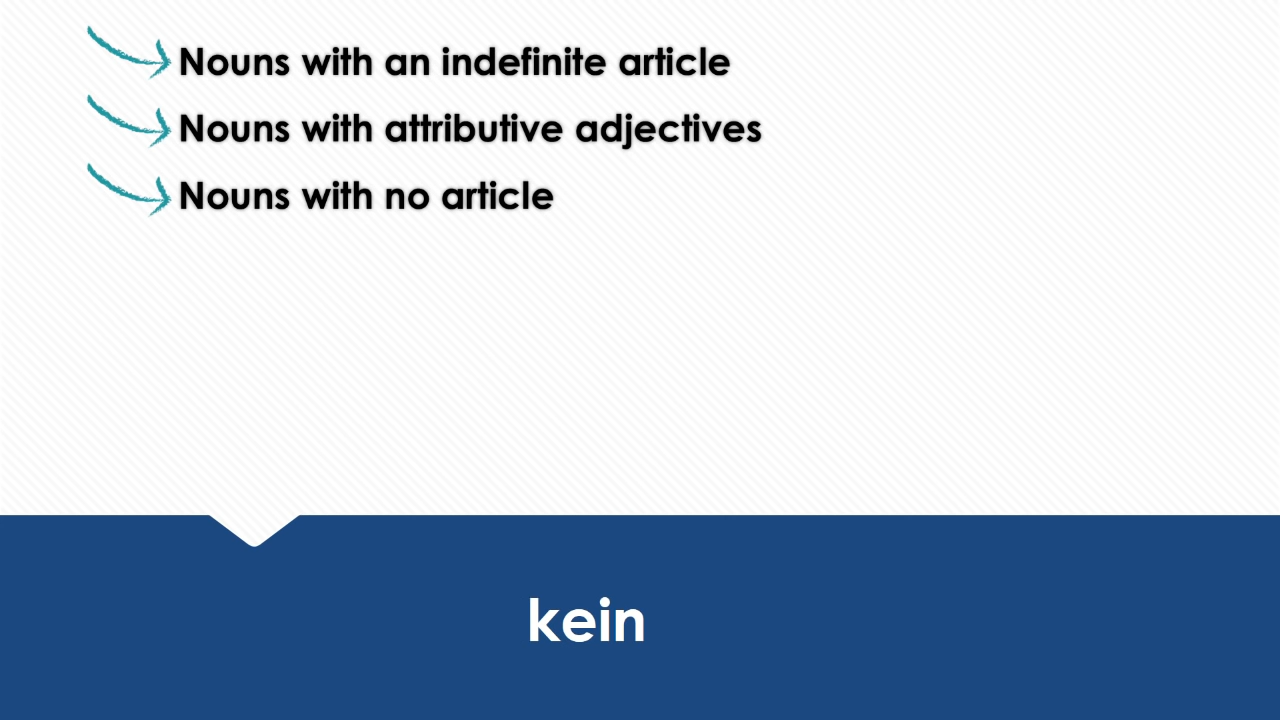 Nouns with an indefinite article
Nouns with attributive adjectives
Nouns with no article
kein